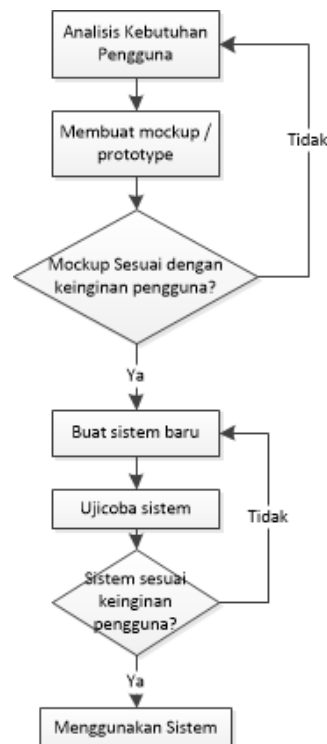 Analisis Kebutuhan
Pengguna
Membuat mockup /
prototype
Tidak
Mockup Sesuai dengan
keinginan pengguna?
Ya
Buat sistem baru
Ujicoba sistem
Tidak
Sistem sesuai
keinginan
pengguna?
Ya
Menggunakan Sistem